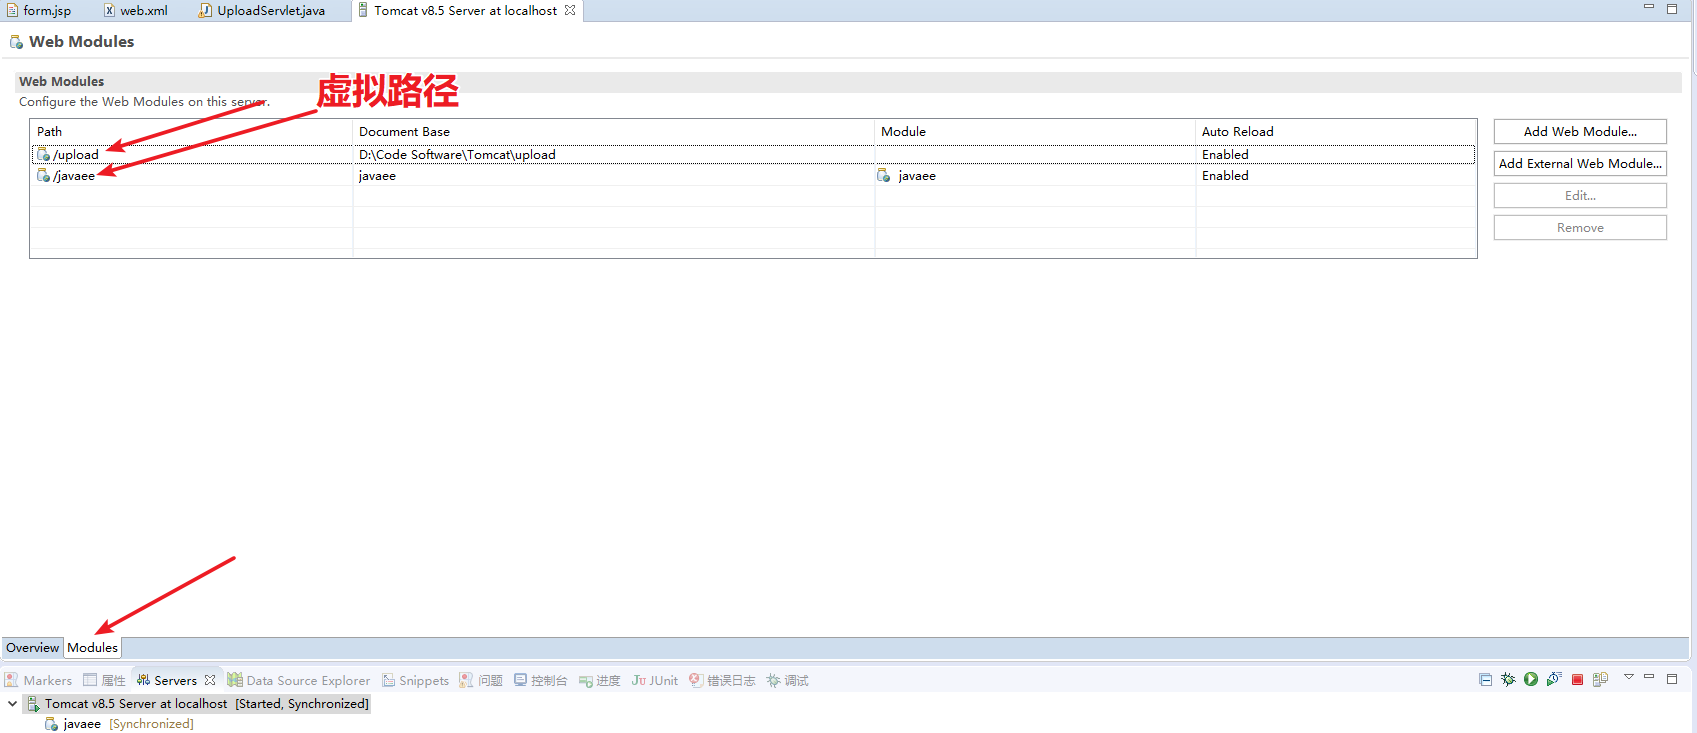 form.jsp web.xml UploadServlet.java Tomcat v8.5 Server at localhost
Web Modules
Web Modules
虚拟路径
Configure the Web Modules on this server.
Path Document Base Module Auto Reload Add Web Module...
/upload D:\Code Software\Tomcat\upload Enabled Add External Web Module...
/javaee javaee javaee Enabled
Edit...
Remove
Overview Modules
Markers 属性 Servers Data Source Explorer Snippets 问题 控制台 进度 Ju JUnit 错误日志 调试
Tomcat v8.5 Server at localhost [Started, Synchronized]
javaee [Synchronized]